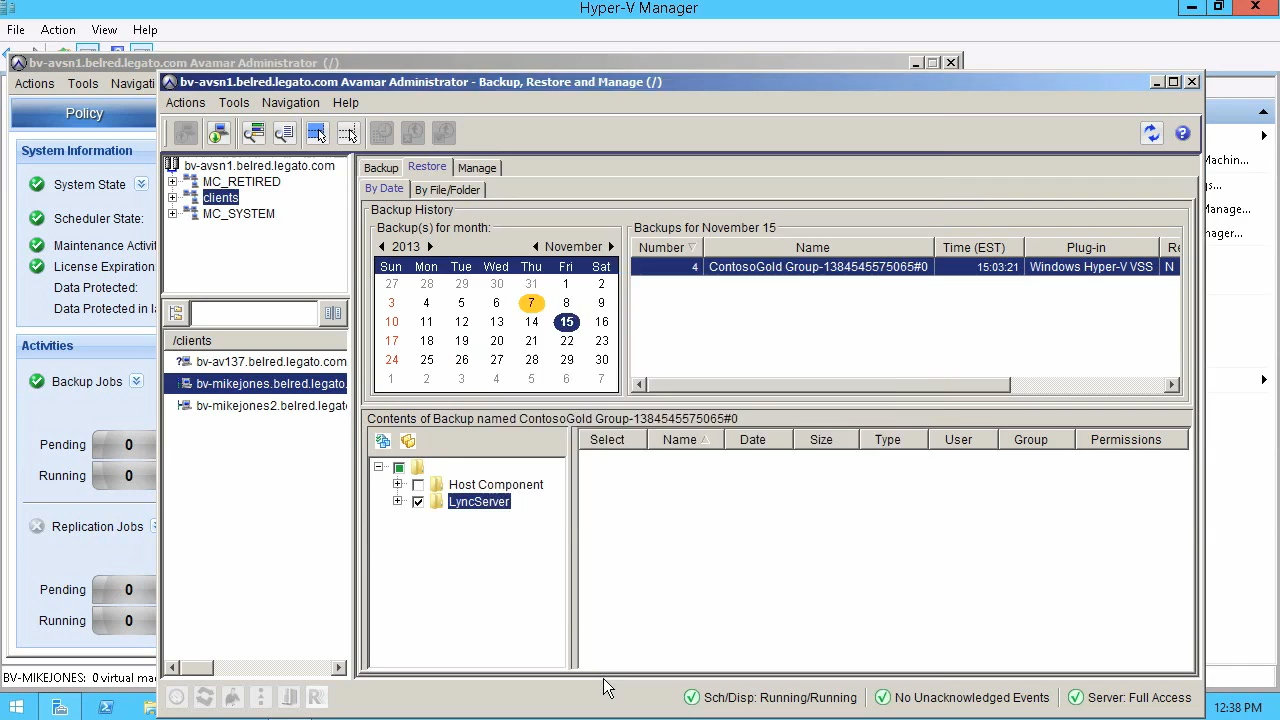 Hyper-V Manager
File Action View Help
bv-avsn1.belred.legato.com Avamar Administrator (/)
Actions Tools Navigati
bv-avsn1.belred.legato.com Avamar Administrator - Backup, Restore and Manage (/)
Actions Tools Navigation Help
Policy
System Information
System State
Scheduler State:
Maintenance Activi
License Expiration
Data Protected:
Data Protected in la
Activities
Backup Jobs
Pending 0
Running 0
Replication Jobs
Pending 0
Running 0
bv-avsn1.belred.legato.com
MC_RETIRED
clients
MC_SYSTEM
/clients
bv-av137.belred.legato.com
bv-mikejones.belred.legato.
bv-mikejones2.belred.legat
Backup Restore Manage
By Date By File/Folder
Backup History
Backup(s) for month:
2013 November
Sun Mon Tue Wed Thu Fri Sat
27 28 29 30 31 1 2
3 4 5 6 7 8 9
10 11 12 13 14 15 16
17 18 19 20 21 22 23
24 25 26 27 28 29 30
1 2 3 4 5 6 7
Backups for November 15
Number Name Time (EST) Plug-in Re
4 ContosoGold Group-1384545575065#0 15:03:21 Windows Hyper-V VSS N
Contents of Backup named ContosoGold Group-1384545575065#0
Host Component
LyncServer
Select Name Date Size Type User Group Permissions
Machin...
gs...
Manage...
nager...
BV-MIKEJONES: 0 virtual ma
Sch/Disp: Running/Running
No Unacknowledged Events
Server: Full Access
12:38 PM